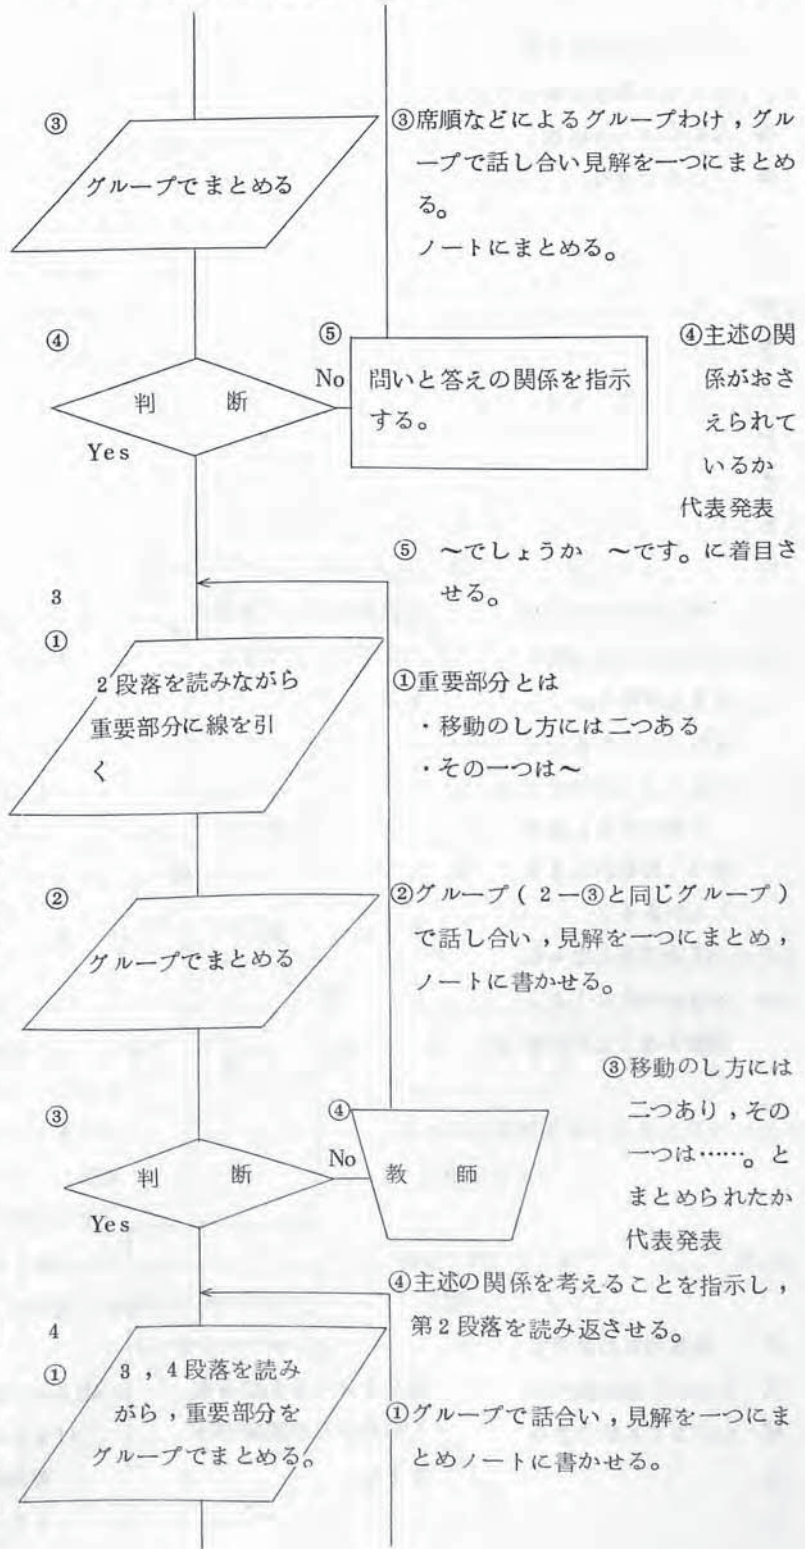 ③
グループでまとめる
③席順などによるグループわけ，グル
ープで話し合い見解を一つにまとめ
る。
ノートにまとめる。
④
判　断
Yes
No
⑤
問いと答えの関係を指示
する。
④主述の関
係がおさ
えられて
いるか
代表発表
⑤　〜でしょうか　〜です。に着目さ
せる。
3
①
2段落を読みながら
重要部分に線を引
く
①重要部分とは
・移動のし方には二つある
・その一つは〜
②
グループでまとめる
②グループ（2―③と同じグループ）
で話し合い，見解を一つにまとめ，
ノートに書かせる。
③
判　断
Yes
No
④
教　師
③移動のし方には
二つあり，その
一つは……。と
まとめられたか
代表発表
④主述の関係を考えることを指示し，
第2段落を読み返させる。
4
①
3，4段落を読み
がら，重要部分を
グループでまとめる。
①グループで話合い，見解を一つにま
とめノートに書かせる。